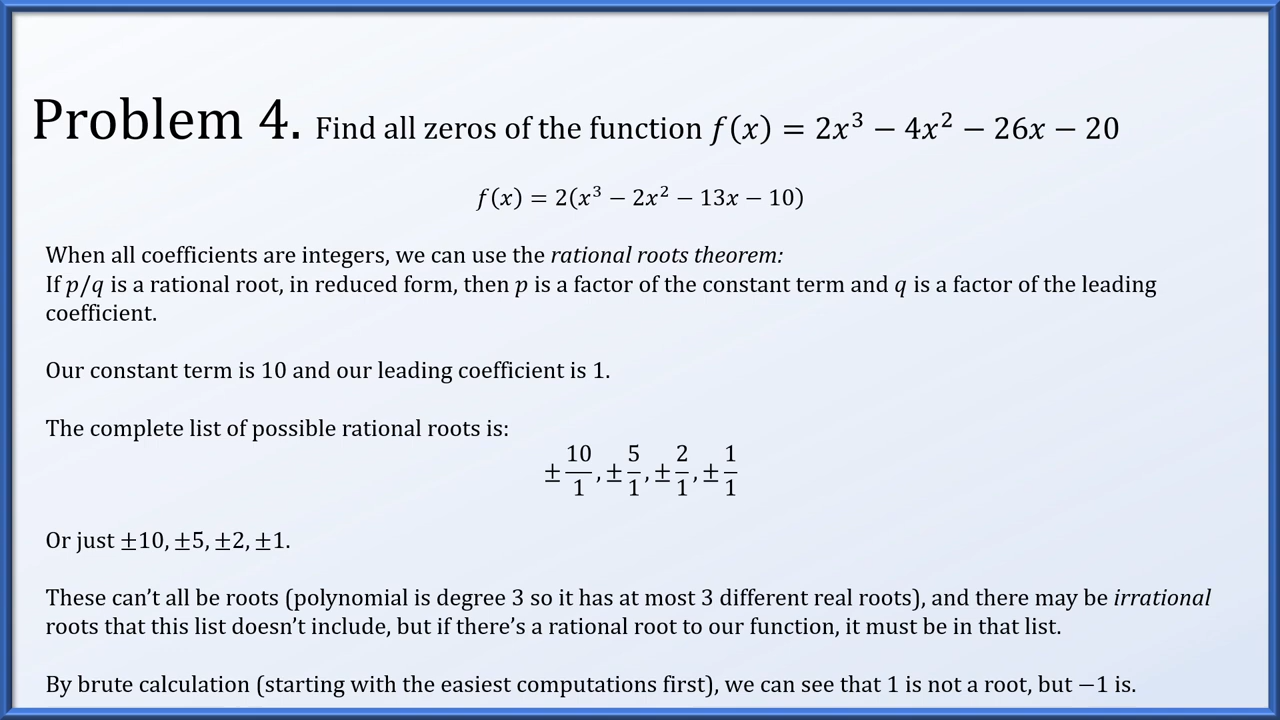 Problem 4. Find all zeros of the function f(x) = 2x³ − 4x² − 26x − 20
f(x) = 2(x³ − 2x² − 13x − 10)
When all coefficients are integers, we can use the rational roots theorem:
If p/q is a rational root, in reduced form, then p is a factor of the constant term and q is a factor of the leading
coefficient.
Our constant term is 10 and our leading coefficient is 1.
The complete list of possible rational roots is:
± 10/1, ± 5/1, ± 2/1, ± 1/1
Or just ±10, ±5, ±2, ±1.
These can’t all be roots (polynomial is degree 3 so it has at most 3 different real roots), and there may be irrational
roots that this list doesn’t include, but if there’s a rational root to our function, it must be in that list.
By brute calculation (starting with the easiest computations first), we can see that 1 is not a root, but −1 is.